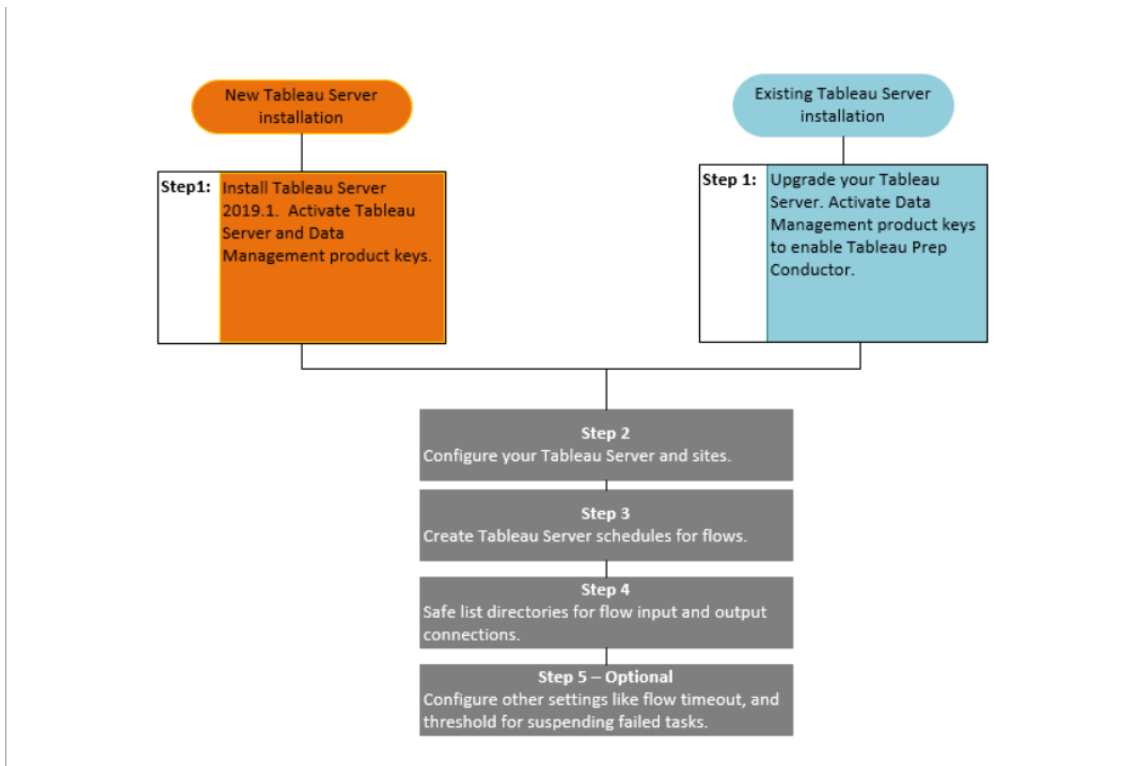 New Tableau Server
installation
Step1:
Install Tableau Server
2019.1.  Activate Tableau
Server and Data
Management product keys.
Existing Tableau Server
installation
Step 1:
Upgrade your Tableau
Server. Activate Data
Management product keys
to enable Tableau Prep
Conductor.
Step 2
Configure your Tableau Server and sites.
Step 3
Create Tableau Server schedules for flows.
Step 4
Safe list directories for flow input and output
connections.
Step 5 – Optional
Configure other settings like flow timeout, and
threshold for suspending failed tasks.